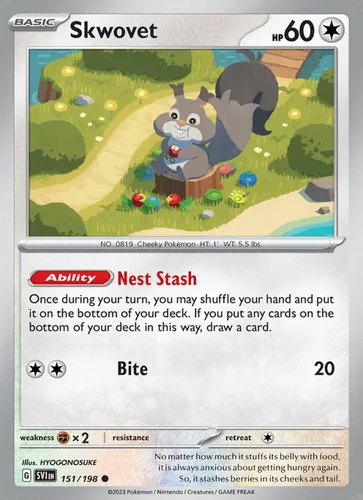 BASIC Skwovet HP 60
NO. 0819 Cheeky Pokémon HT: 1' WT: 5.5 lbs.
Ability Nest Stash
Once during your turn, you may shuffle your hand and put
it on the bottom of your deck. If you put any cards on the
bottom of your deck in this way, draw a card.
Bite 20
weakness × 2 resistance retreat
Illus. HYOGONOSUKE
G SVI EN 151/198
No matter how much it stuffs its belly with food,
it is always anxious about getting hungry again.
So, it stashes berries in its cheeks and tail.
©2023 Pokémon / Nintendo / Creatures / GAME FREAK